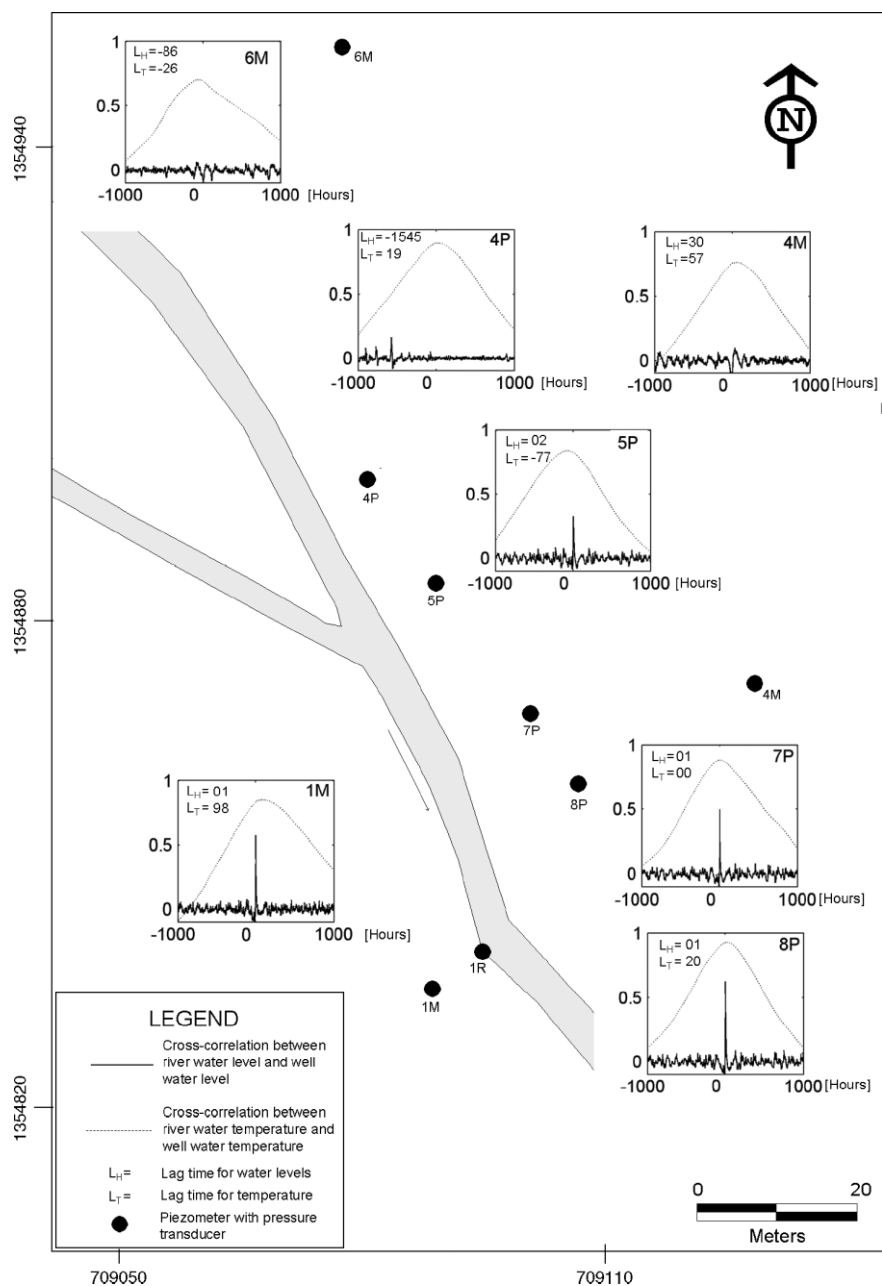 1
L_H=-86
L_T=-26
6M
0.5
0
-1000
0
1000
[Hours]
6M
N
1354940
1
L_H=-1545
L_T= 19
4P
0.5
0
-1000
0
1000
[Hours]
1
L_H=30
L_T=57
4M
0.5
0
-1000
0
1000
[Hours]
1
L_H= 02
L_T= -77
5P
0.5
0
-1000
0
1000
[Hours]
4P
5P
1354880
4M
7P
8P
1
L_H= 01
L_T= 00
7P
0.5
0
-1000
0
1000
[Hours]
1
L_H= 01
L_T= 98
1M
0.5
0
-1000
0
1000
[Hours]
1R
1M
1
L_H= 01
L_T= 20
8P
0.5
0
-1000
0
1000
[Hours]
LEGEND
Cross-correlation between
river water level and well
water level
Cross-correlation between
river water temperature and
well water temperature
L_H= Lag time for water levels
L_T= Lag time for temperature
Piezometer with pressure
transducer
1354820
0
20
Meters
709050
709110